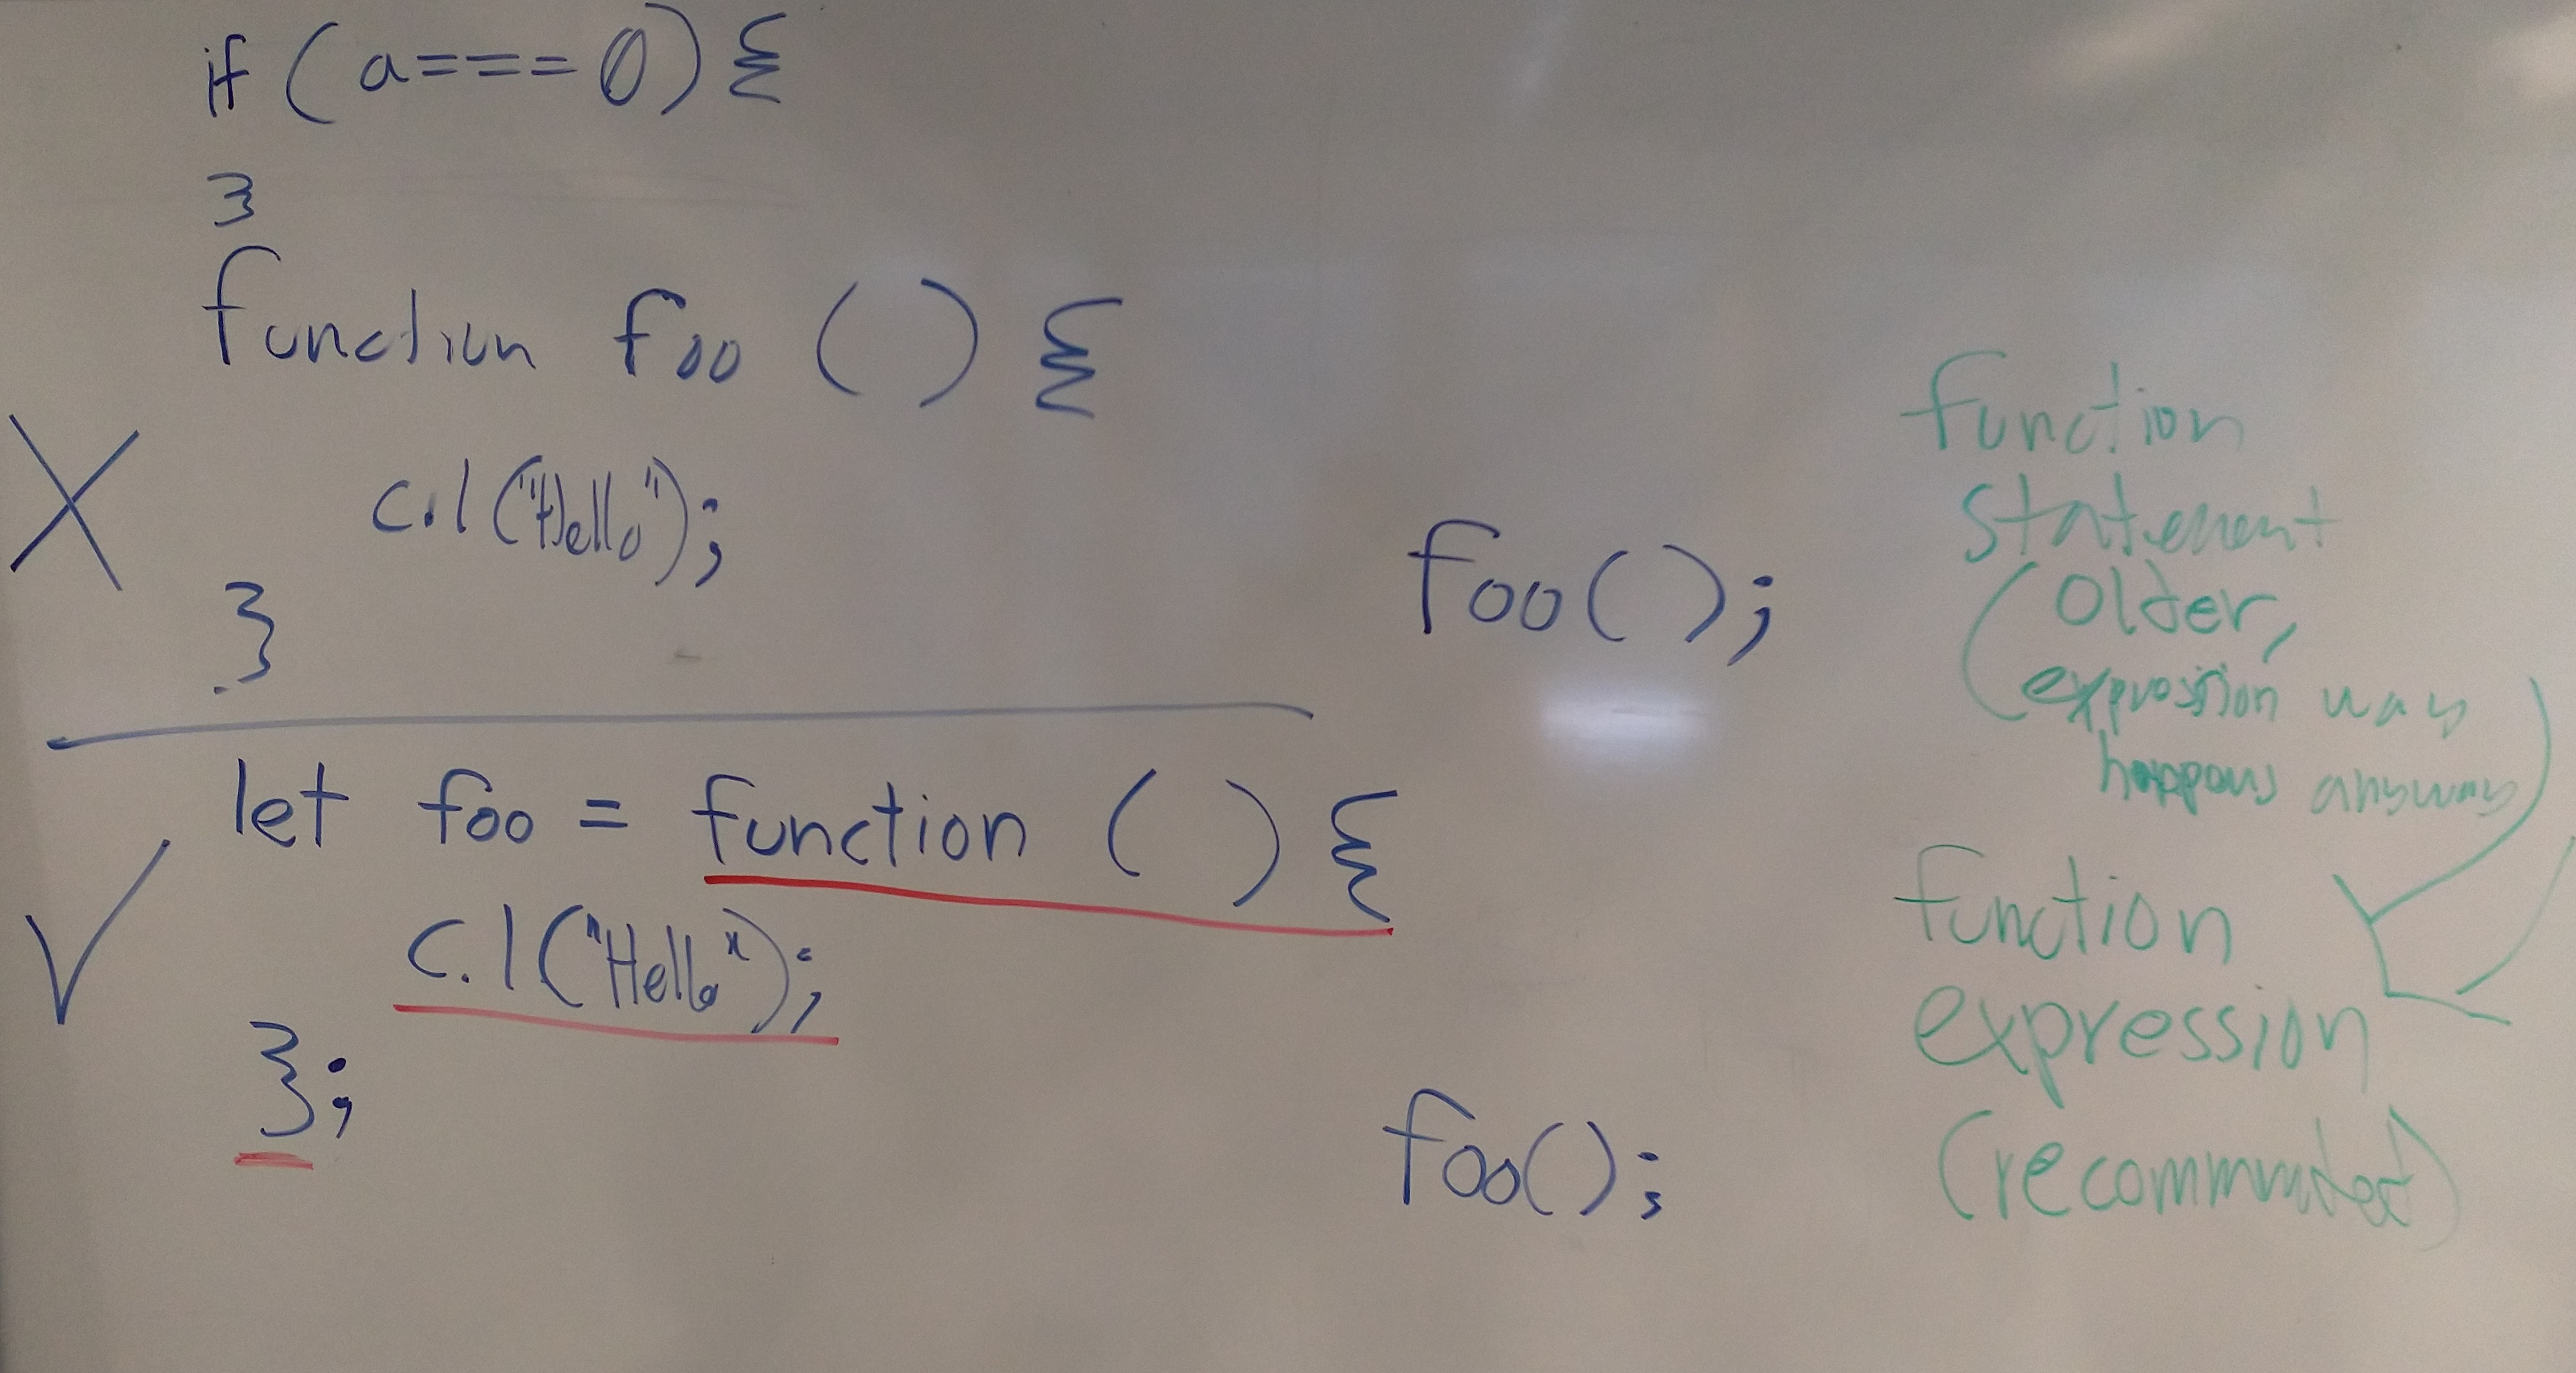 if (a===0) {
}
function foo () {
c.l("Hello");
}
foo();
function
statement
(older,
expression way
happens anyway)
let foo = function () {
c.l("Hello");
};
foo();
function
expression
(recommended)